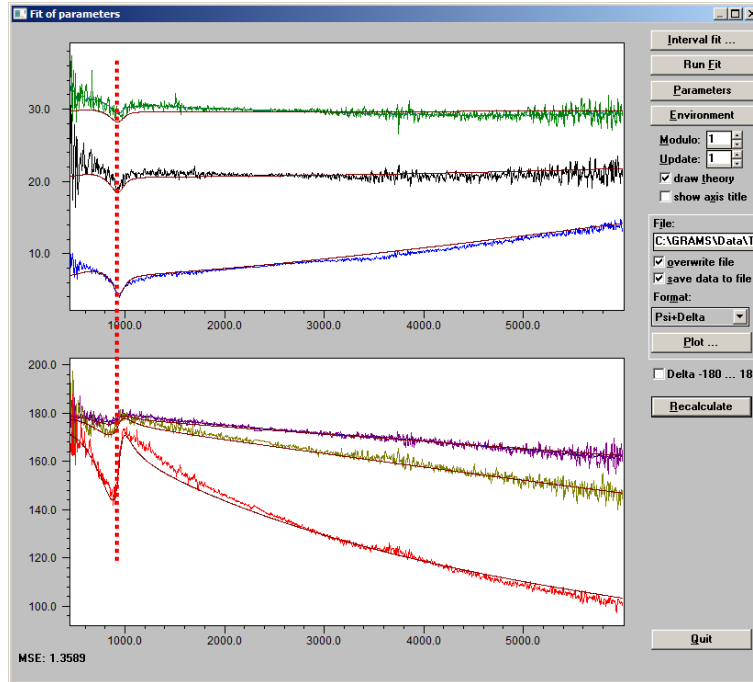 Fit of parameters
30.0
20.0
10.0
1000.0 2000.0 3000.0 4000.0 5000.0
200.0
180.0
160.0
140.0
120.0
100.0
1000.0 2000.0 3000.0 4000.0 5000.0
MSE: 1.3589
Interval fit ...
Run Fit
Parameters
Environment
Modulo: 1
Update: 1
draw theory
show axis title
File:
C:\GRAMS\Data\T
overwrite file
save data to file
Format:
Psi+Delta
Plot ...
Delta -180 ... 18
Recalculate
Quit